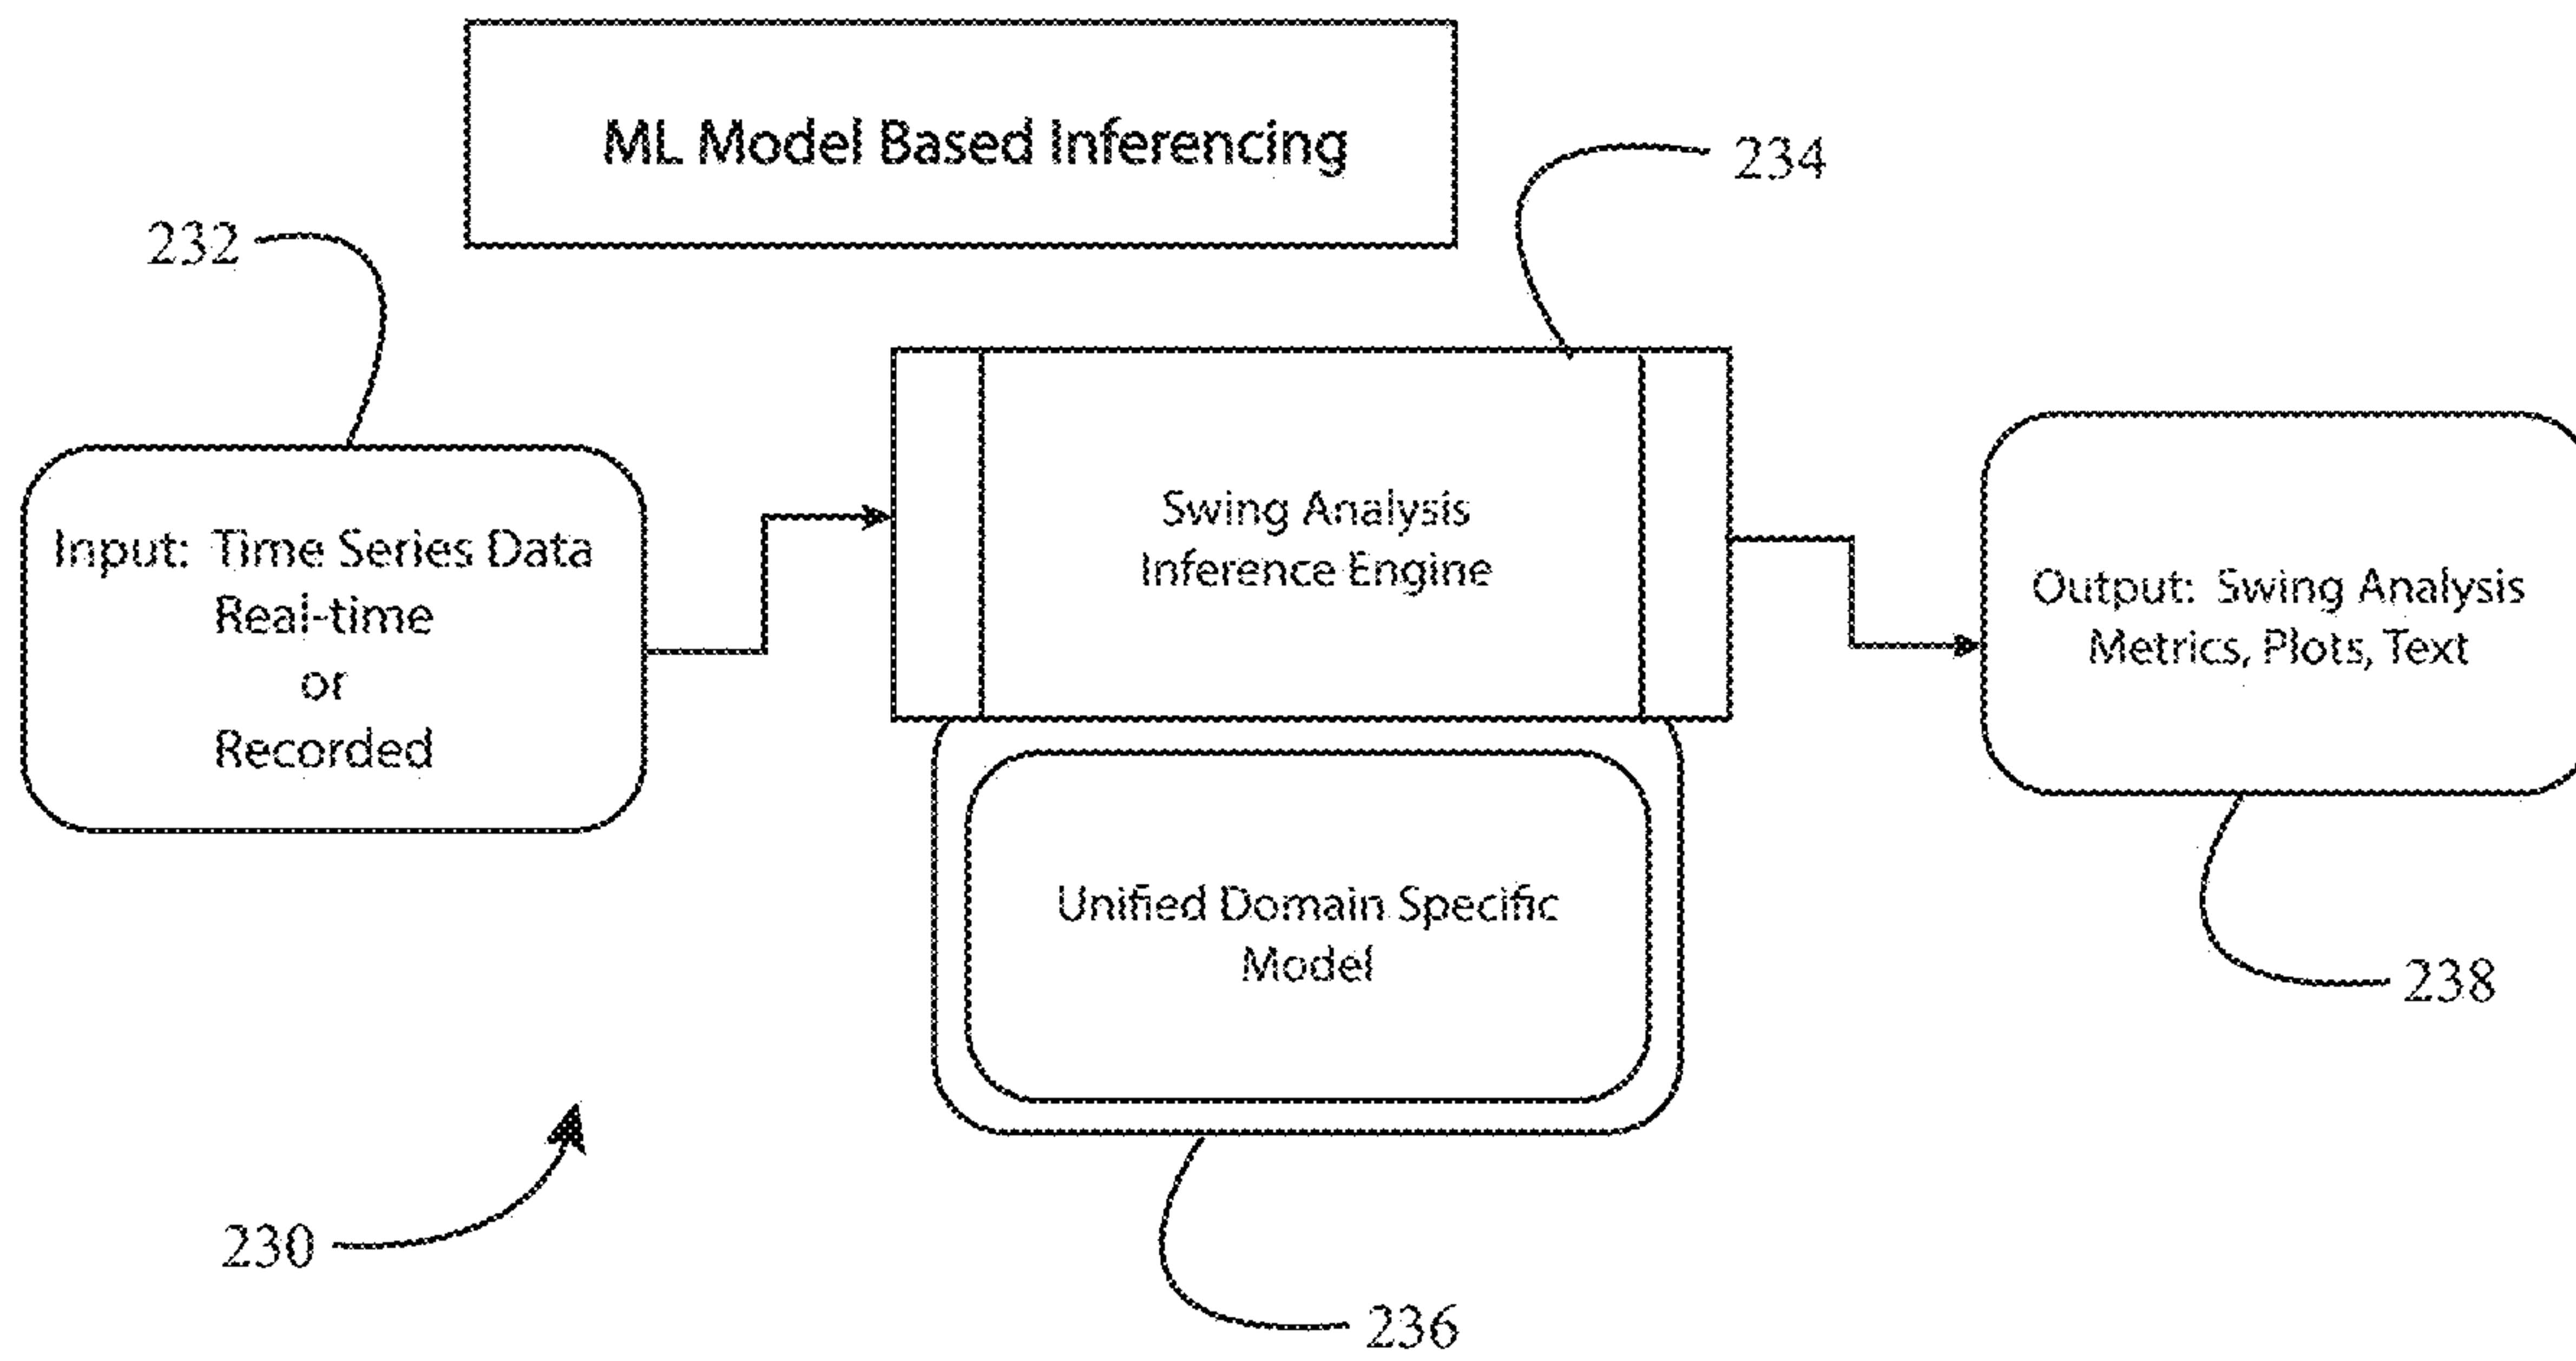 ML Model Based Inferencing
234
232
Input: Time Series Data
Real-time
or
Recorded
Swing Analysis
Inference Engine
Output: Swing Analysis
Metrics, Plots, Text
Unified Domain Specific
Model
238
230
236